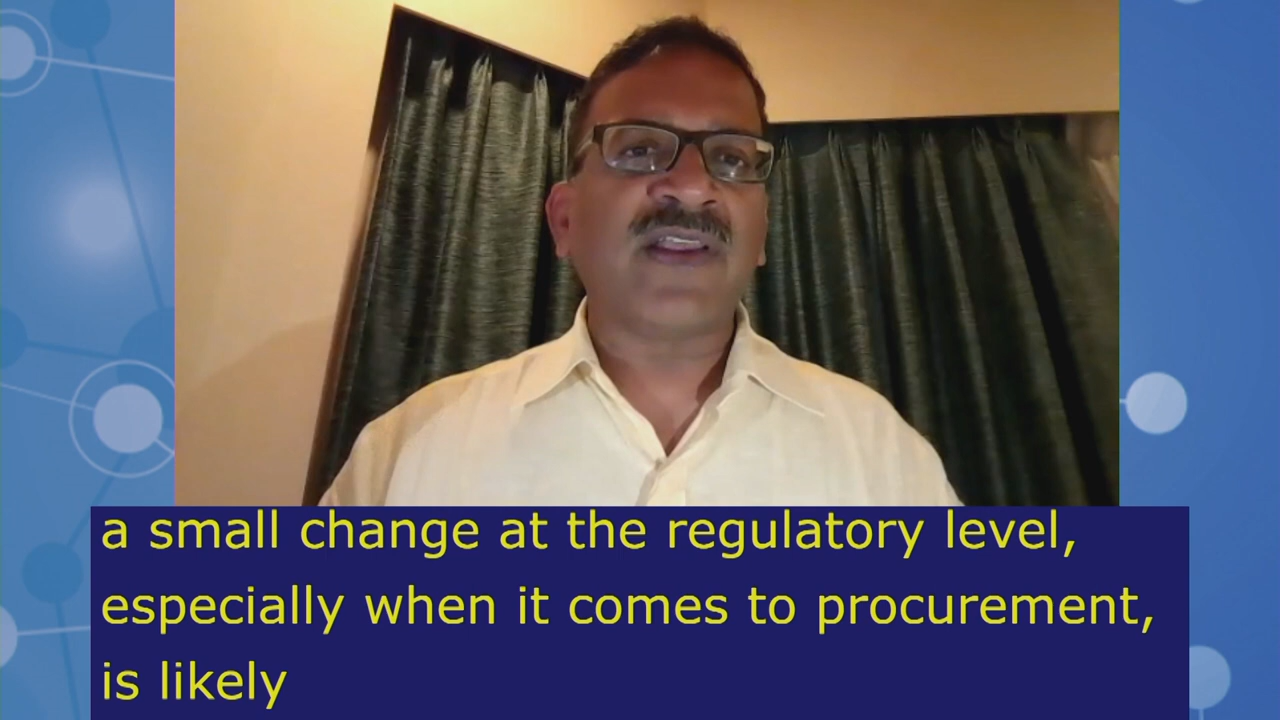 a small change at the regulatory level,
especially when it comes to procurement,
is likely